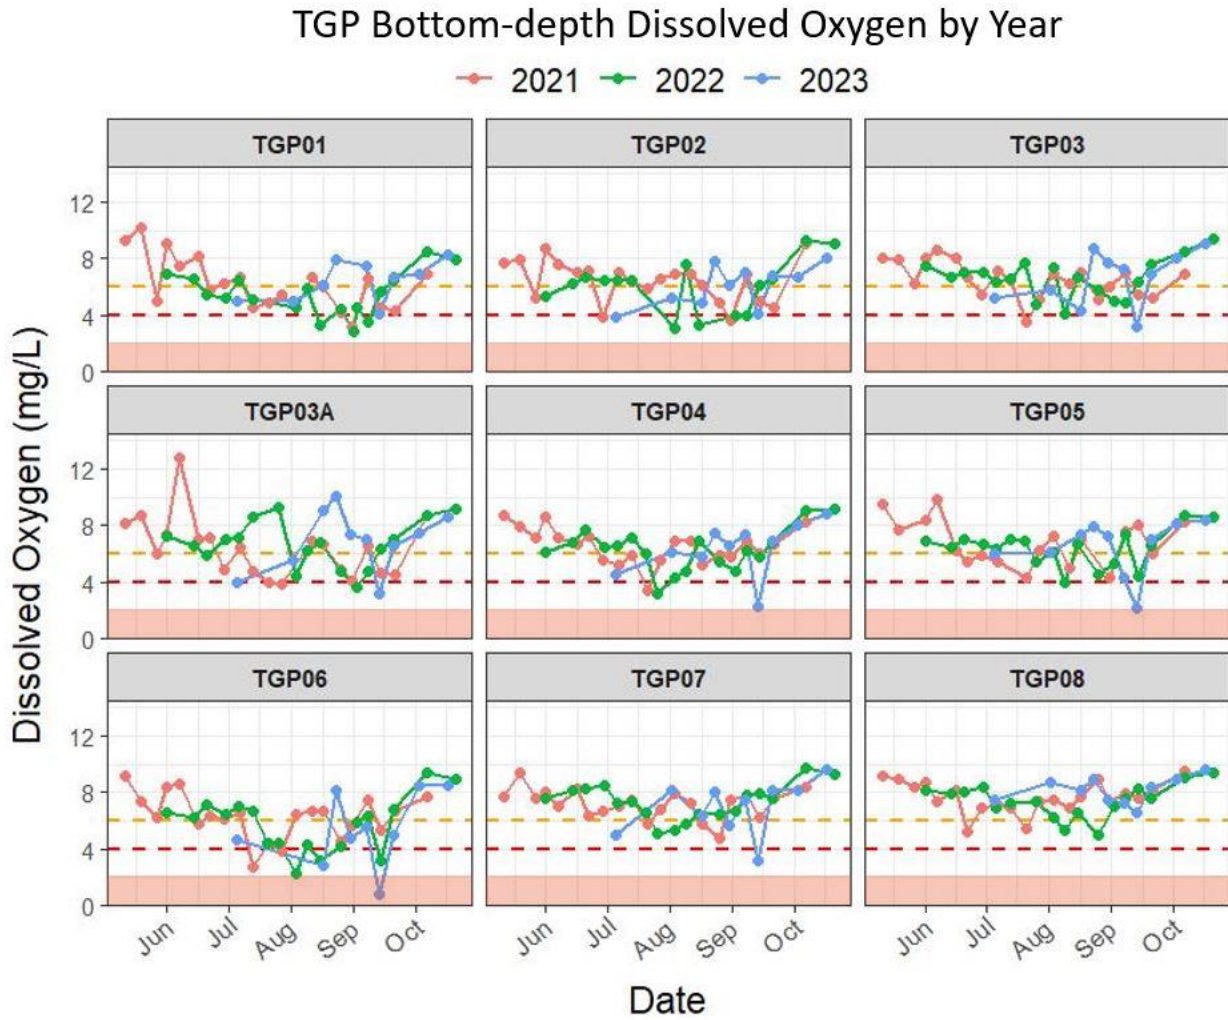 TGP Bottom-depth Dissolved Oxygen by Year
2021 2022 2023
TGP01 TGP02 TGP03
12
8
4
0
TGP03A TGP04 TGP05
12
8
4
0
TGP06 TGP07 TGP08
12
8
4
0
Dissolved Oxygen (mg/L)
Jun Jul Aug Sep Oct Jun Jul Aug Sep Oct Jun Jul Aug Sep Oct
Date